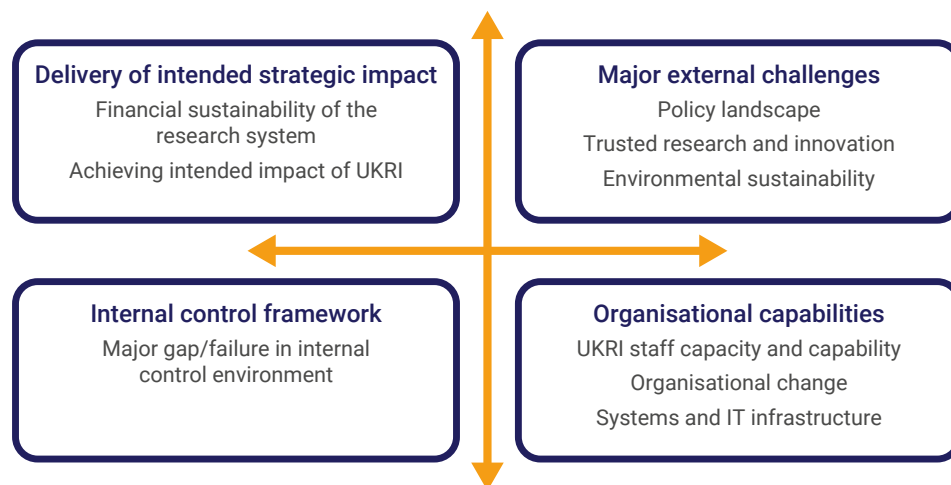 Delivery of intended strategic impact
Financial sustainability of the
research system
Achieving intended impact of UKRI
Major external challenges
Policy landscape
Trusted research and innovation
Environmental sustainability
Internal control framework
Major gap/failure in internal
control environment
Organisational capabilities
UKRI staff capacity and capability
Organisational change
Systems and IT infrastructure